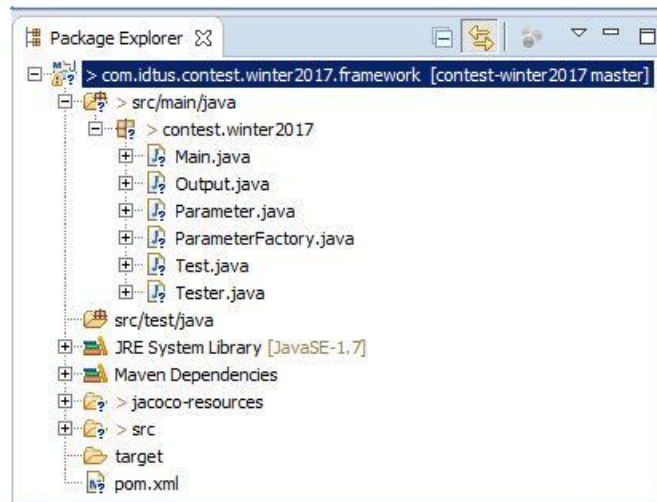 Package Explorer
> com.idtus.contest.winter2017.framework [contest-winter2017 master]
> src/main/java
> contest.winter2017
Main.java
Output.java
Parameter.java
ParameterFactory.java
Test.java
Tester.java
src/test/java
JRE System Library [JavaSE-1.7]
Maven Dependencies
> jacoco-resources
> src
target
pom.xml